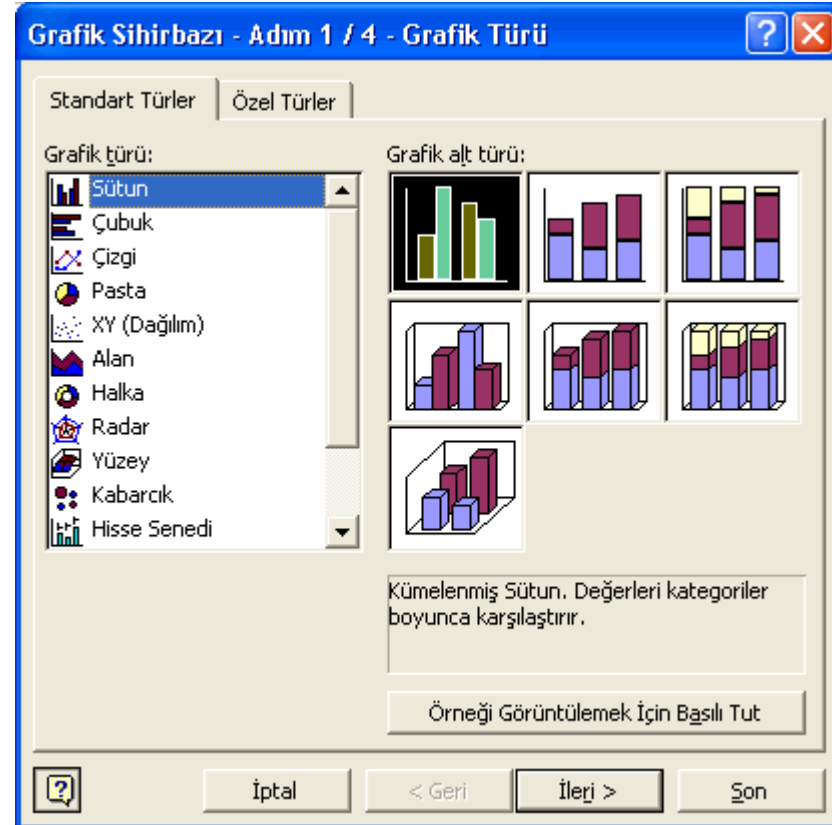 Grafik Sihirbazı - Adım 1 / 4 - Grafik Türü
Standart Türler
Özel Türler
Grafik türü:
Sütun
Çubuk
Çizgi
Pasta
XY (Dağılım)
Alan
Halka
Radar
Yüzey
Kabarcık
Hisse Senedi
Grafik alt türü:
Kümelenmiş Sütun. Değerleri kategoriler
boyunca karşılaştırır.
Örneği Görüntülemek İçin Basılı Tut
İptal
< Geri
İleri >
Son